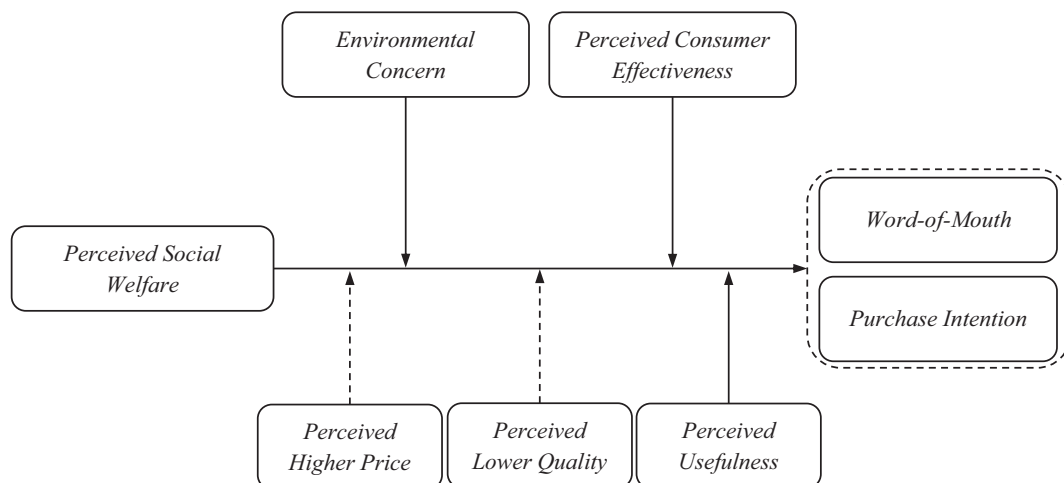 Environmental
Concern
Perceived Consumer
Effectiveness
Word-of-Mouth
Perceived Social
Welfare
Purchase Intention
Perceived
Higher Price
Perceived
Lower Quality
Perceived
Usefulness